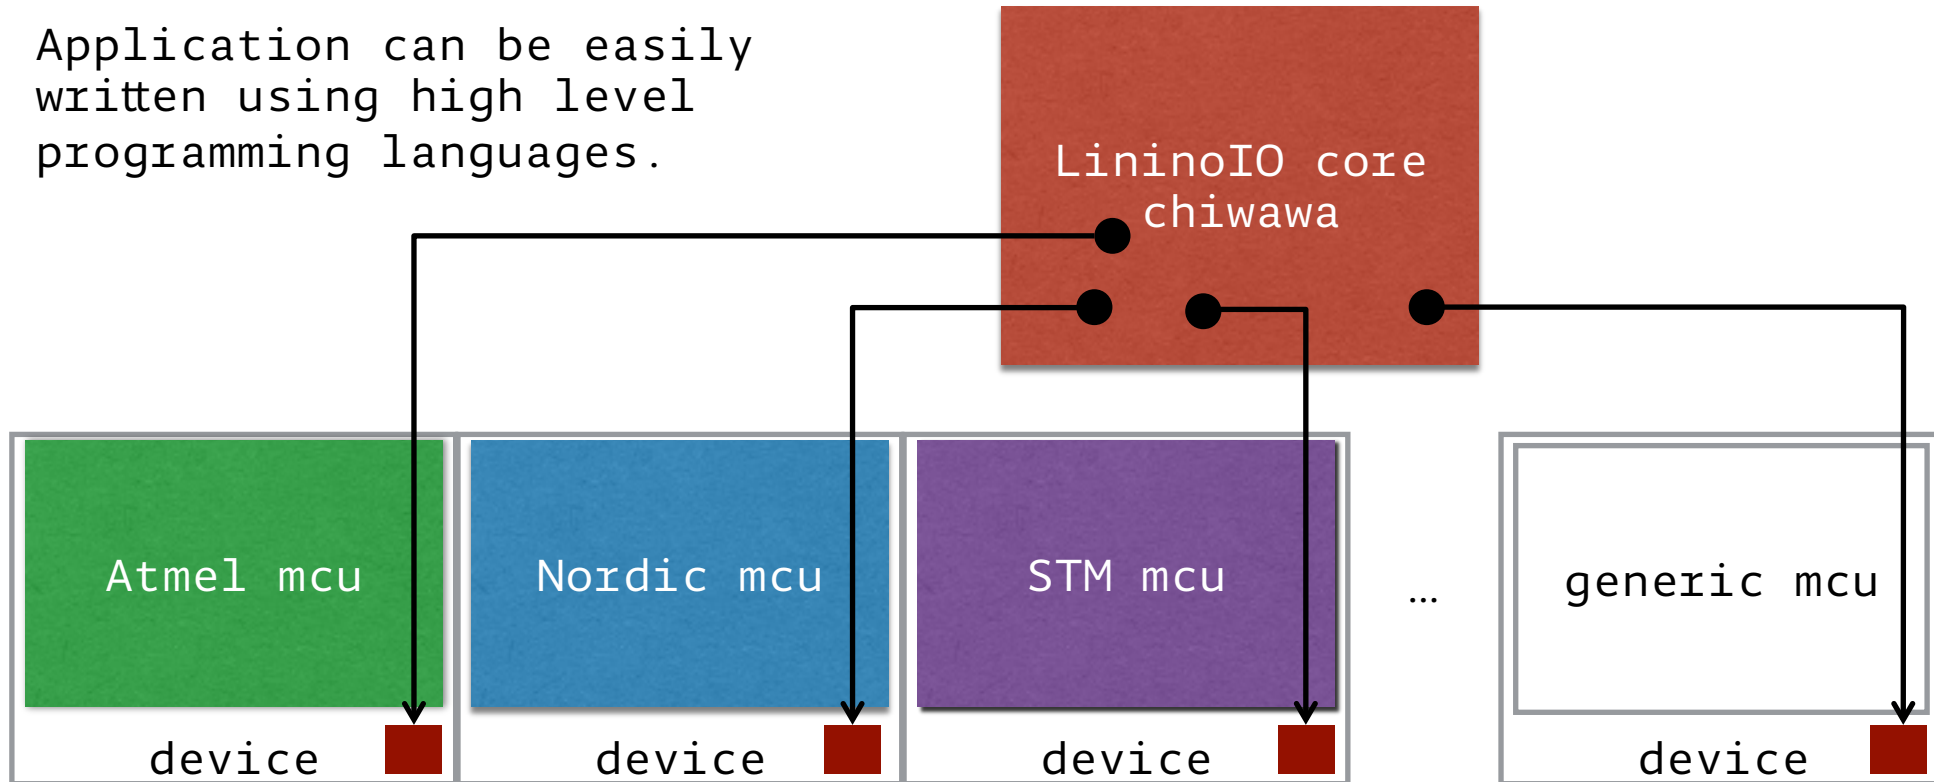 Application can be easily
written using high level
programming languages.
LininoIO core
chiwawa
Atmel mcu
Nordic mcu
STM mcu
...
generic mcu
device
device
device
device